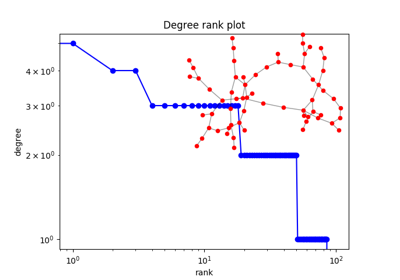 Degree rank plot
degree
4 × 10⁰
3 × 10⁰
2 × 10⁰
10⁰
10⁰ 10¹ 10²
rank